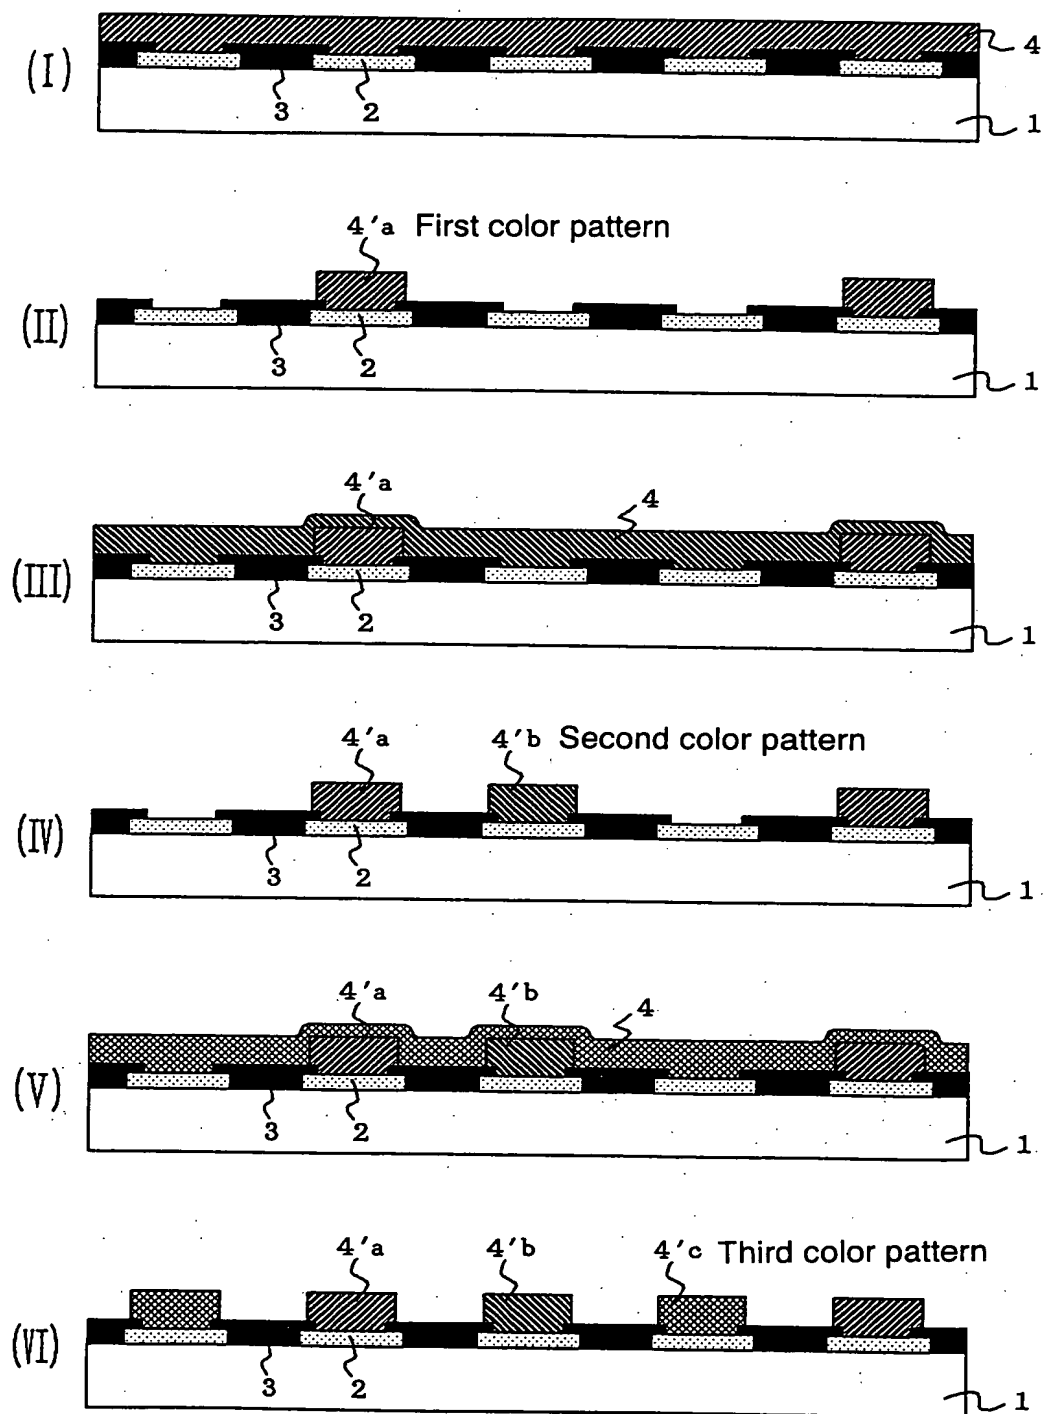 (I)
4
3
2
1
4'a First color pattern
(II)
3
2
1
4'a
4
(III)
3
2
1
4'a
4'b Second color pattern
(IV)
3
2
1
4'a
4'b
4
(V)
3
2
1
4'a
4'b
4'c Third color pattern
(VI)
3
2
1